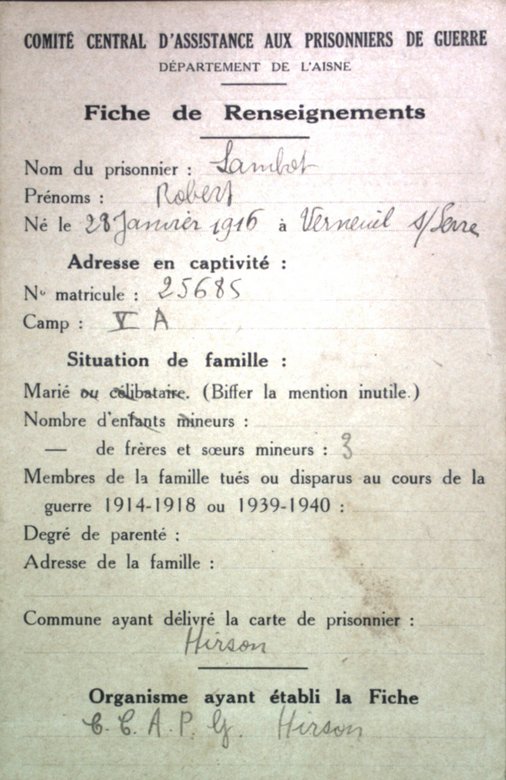 COMITÉ CENTRAL D'ASSISTANCE AUX PRISONNIERS DE GUERRE
DÉPARTEMENT DE L'AISNE
Fiche de Renseignements
Nom du prisonnier : Lambot
Prénoms : Robert
Né le 28 Janvier 1916 à Verneuil s/Serre
Adresse en captivité :
No matricule : 25685
Camp : V A
Situation de famille :
Marié ou célibataire. (Biffer la mention inutile.)
Nombre d'enfants mineurs :
— de frères et sœurs mineurs : 3
Membres de la famille tués ou disparus au cours de la
guerre 1914-1918 ou 1939-1940 :
Degré de parenté :
Adresse de la famille :
Commune ayant délivré la carte de prisonnier :
Hirson
Organisme ayant établi la Fiche
C. C. A. P. G. Hirson